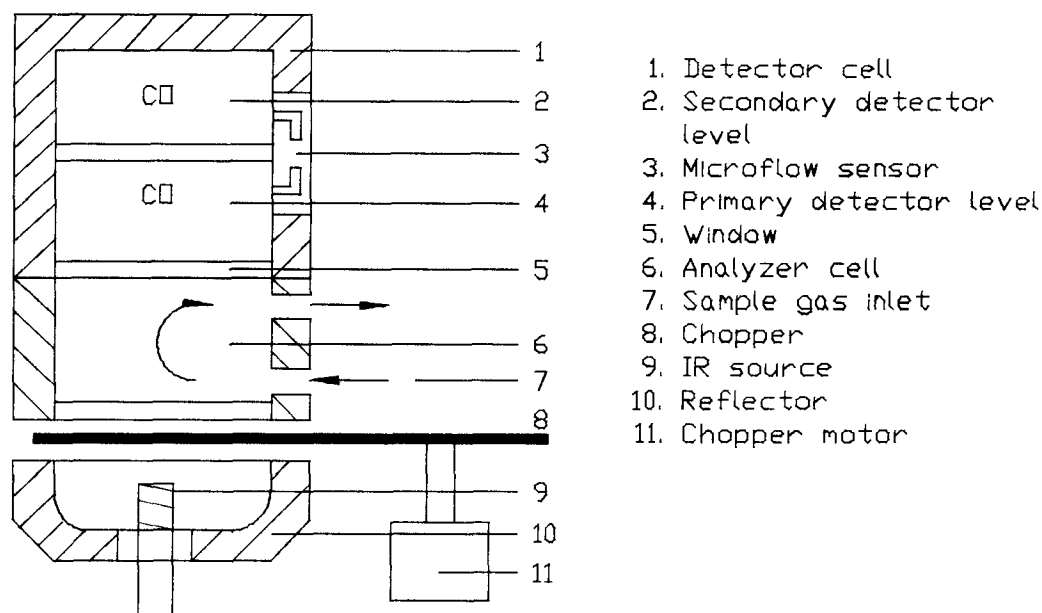 1
CO
2
3
CO
4
5
6
7
8
9
10
11
1. Detector cell
2. Secondary detector
level
3. Microflow sensor
4. Primary detector level
5. Window
6. Analyzer cell
7. Sample gas inlet
8. Chopper
9. IR source
10. Reflector
11. Chopper motor